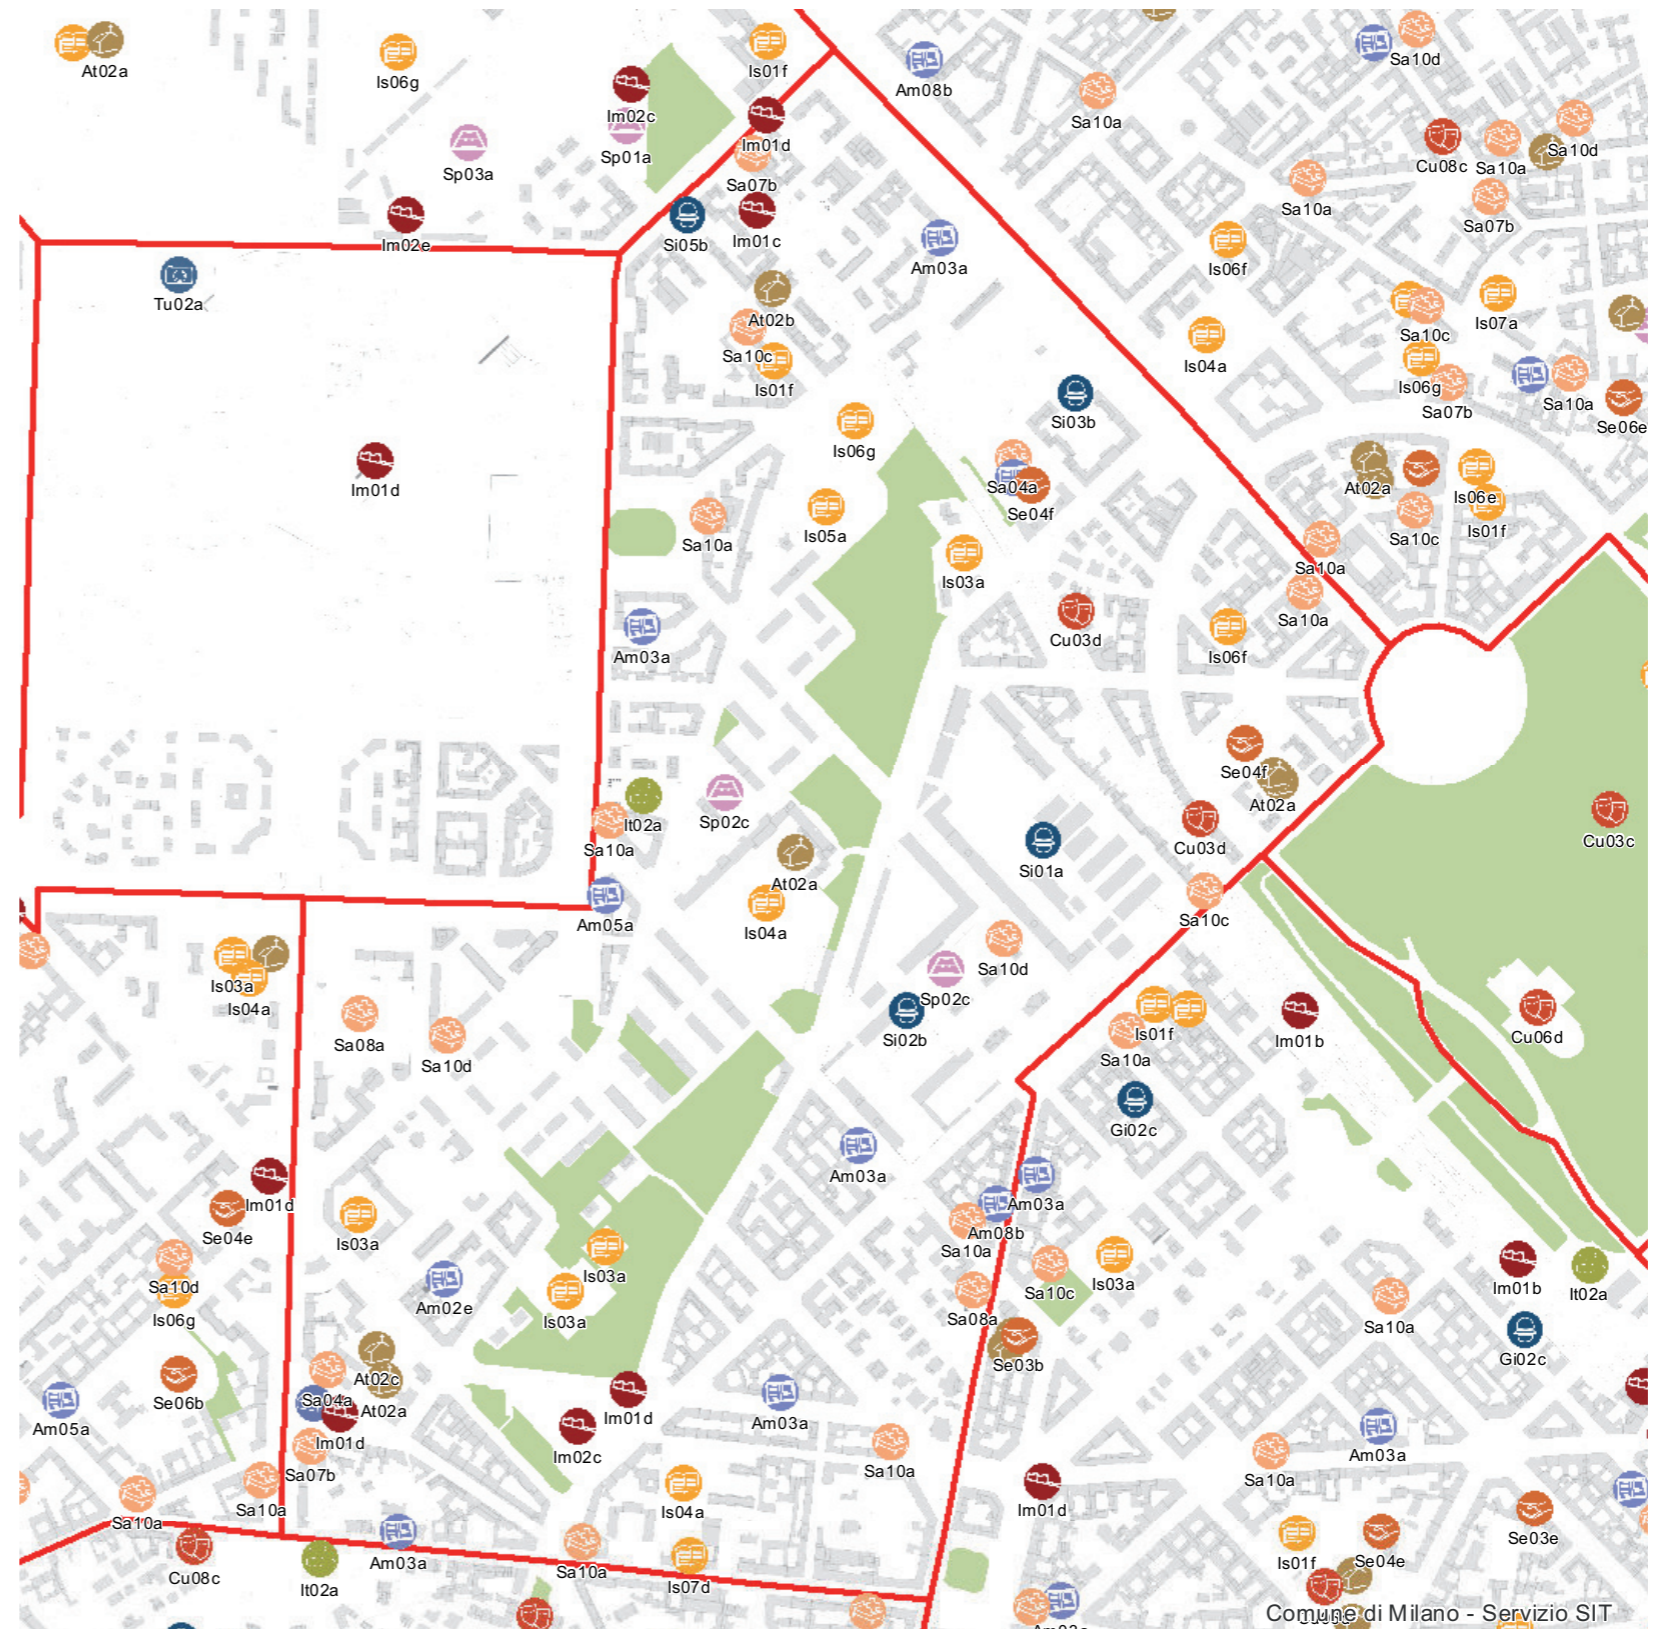 At02a
Is06g
Is01f
Am08b
Sa10d
Im02c
Sp01a
Sp03a
Im01d
Sa07b
Sa10a
Cu08c
Sa10a
Sa10d
Sa10a
Sa07b
Im02e
Si05b
Im01c
Am03a
Is06f
Tu02a
At02b
Sa10c
Is01f
Is04a
Sa10c
Is07a
Is06g
Sa07b
Sa10a
Se06e
Si03b
Is06g
Im01d
Sa04a
Se04f
At02a
Is06e
Is01f
Sa10c
Sa10a
Is05a
Is03a
Sa10a
Sa10a
Am03a
Cu03d
Is06f
Se04f
At02a
It02a
Sp02c
Sa10a
At02a
Cu03d
Si01a
Cu03c
Am05a
Is04a
Sa10c
Is03a
Is04a
Sa10d
Sp02c
Si02b
Sa08a
Sa10d
Is01f
Sa10a
Im01b
Cu06d
Gi02c
Am03a
Im01d
Se04e
Is03a
Am03a
Am08b
Sa10a
Sa10d
Is06g
Am02e
Is03a
Is03a
Sa10c
Is03a
Sa08a
Im01b
It02a
Sa10a
Gi02c
Se03b
Se06b
Am05a
At02c
Sa04a
At02a
Im01d
Sa07b
Im01d
Im02c
Am03a
Sa10a
Sa10a
Am03a
Sa10a
Sa10a
Is04a
Im01d
Cu08c
It02a
Am03a
Sa10a
Is07d
Is01f
Se04e
Se03e
Comune di Milano - Servizio SIT